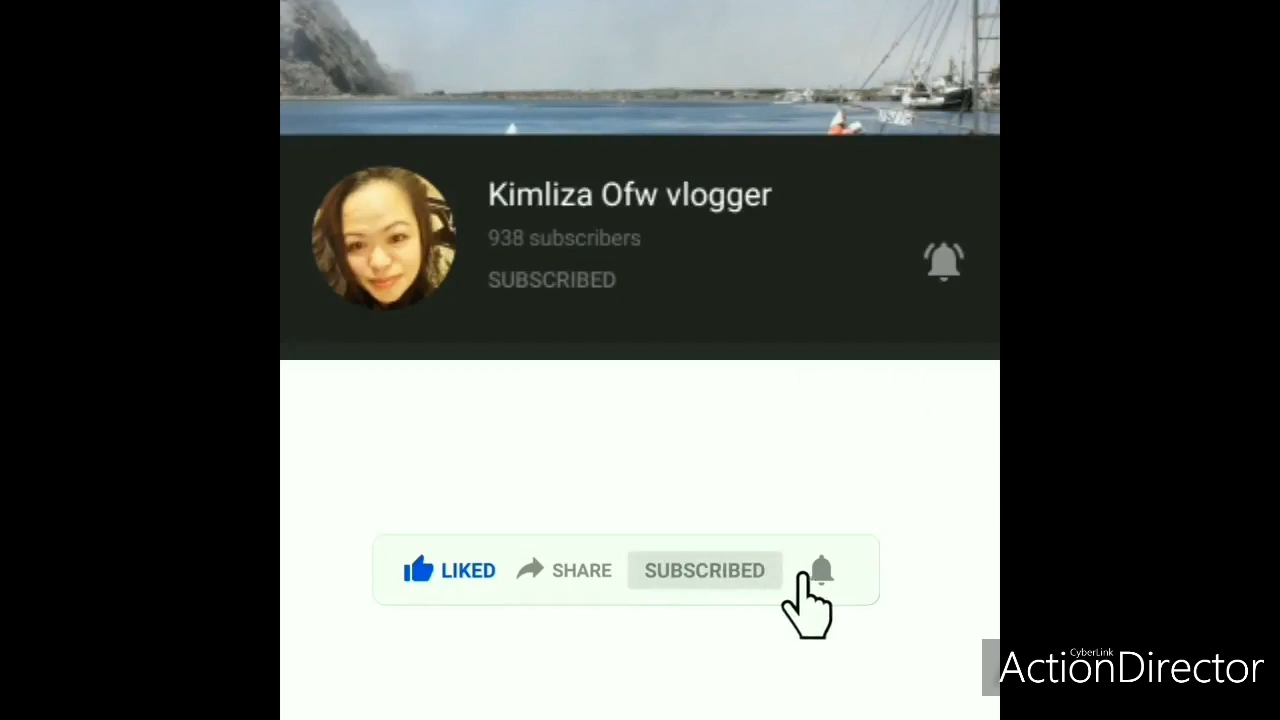 Kimliza Ofw vlogger
938 subscribers
SUBSCRIBED
LIKED
SHARE
SUBSCRIBED
CyberLink
ActionDirector